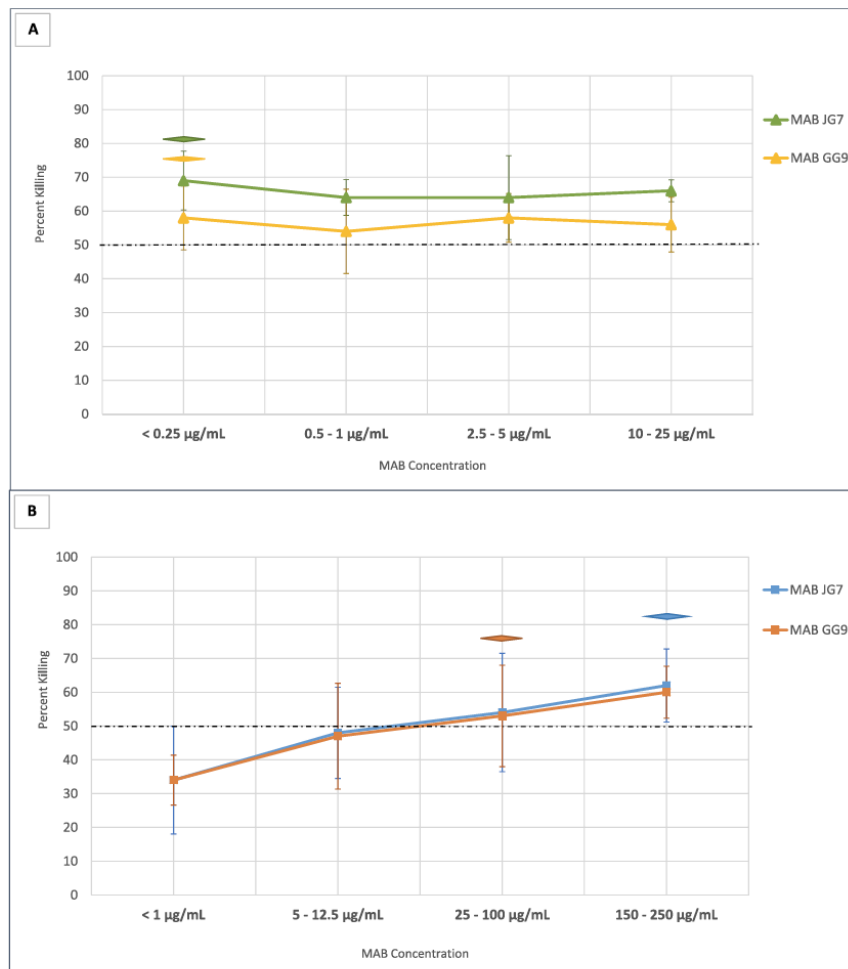 A
100
90
80
70
60
50
40
30
20
10
0
Percent Killing
< 0.25 µg/mL 0.5 - 1 µg/mL 2.5 - 5 µg/mL 10 - 25 µg/mL
MAB Concentration
MAB JG7
MAB GG9
B
100
90
80
70
60
50
40
30
20
10
0
Percent Killing
< 1 µg/mL 5 - 12.5 µg/mL 25 - 100 µg/mL 150 - 250 µg/mL
MAB Concentration
MAB JG7
MAB GG9